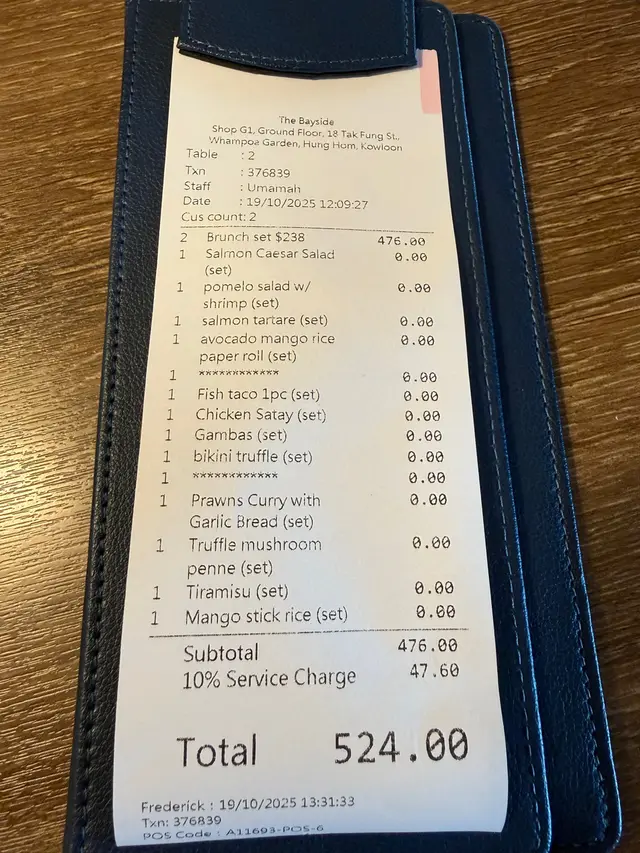 The Bayside
Shop G1, Ground Floor, 18 Tak Fung St.,
Whampoa Garden, Hung Hom, Kowloon
Table : 2
Txn : 376839
Staff : Umamah
Date : 19/10/2025 12:09:27
Cus count: 2
2 Brunch set $238 476.00
1 Salmon Caesar Salad 0.00
(set)
1 pomelo salad w/ 0.00
shrimp (set)
1 salmon tartare (set) 0.00
1 avocado mango rice 0.00
paper roll (set)
1 ************ 0.00
1 Fish taco 1pc (set) 0.00
1 Chicken Satay (set) 0.00
1 Gambas (set) 0.00
1 bikini truffle (set) 0.00
1 ************ 0.00
1 Prawns Curry with 0.00
Garlic Bread (set)
1 Truffle mushroom 0.00
penne (set)
1 Tiramisu (set) 0.00
1 Mango stick rice (set) 0.00
Subtotal 476.00
10% Service Charge 47.60
Total 524.00
Frederick : 19/10/2025 13:31:33
Txn: 376839
POS Code : A11693-POS-6